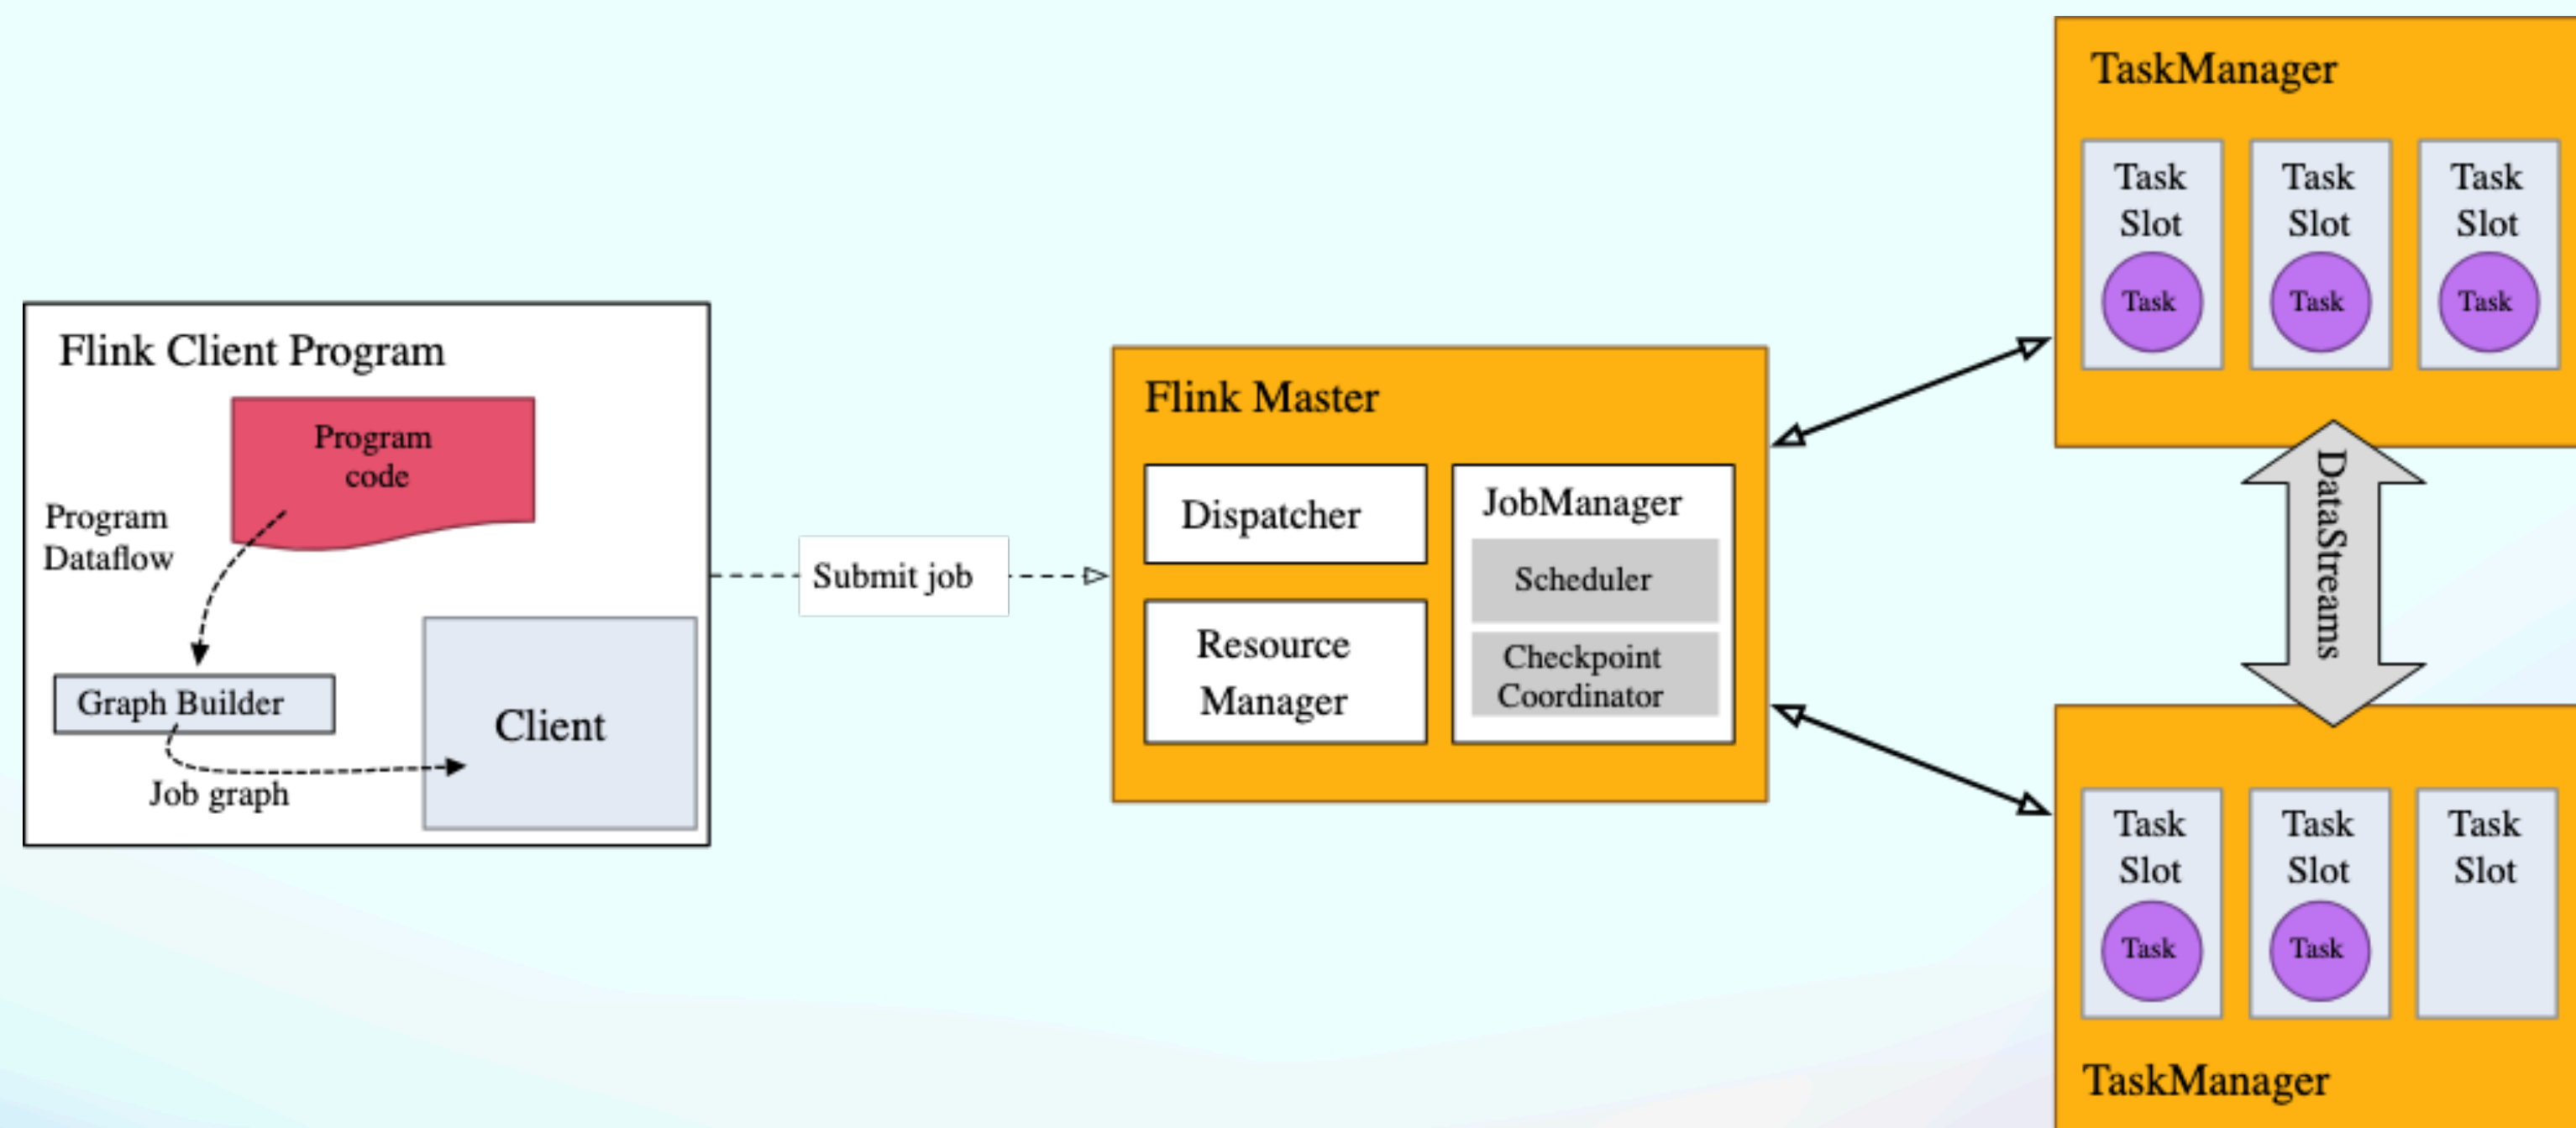 Flink Client Program
Program
code
Program
Dataflow
Graph Builder
Client
Job graph
Submit job
Flink Master
Dispatcher
Resource
Manager
JobManager
Scheduler
Checkpoint
Coordinator
TaskManager
Task
Slot
Task
Task
Slot
Task
Task
Slot
Task
DataStreams
Task
Slot
Task
Task
Slot
Task
Task
Slot
TaskManager